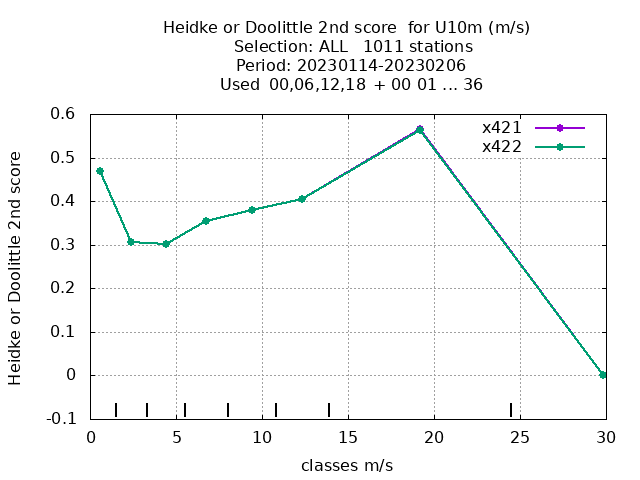 Heidke or Doolittle 2nd score  for U10m (m/s)
Selection: ALL   1011 stations
Period: 20230114-20230206
Used  00,06,12,18  + 00 01 ... 36
x421
x422
0.6
0.5
0.4
0.3
0.2
0.1
0
-0.1
Heidke or Doolittle 2nd score
0 5 10 15 20 25 30
classes m/s